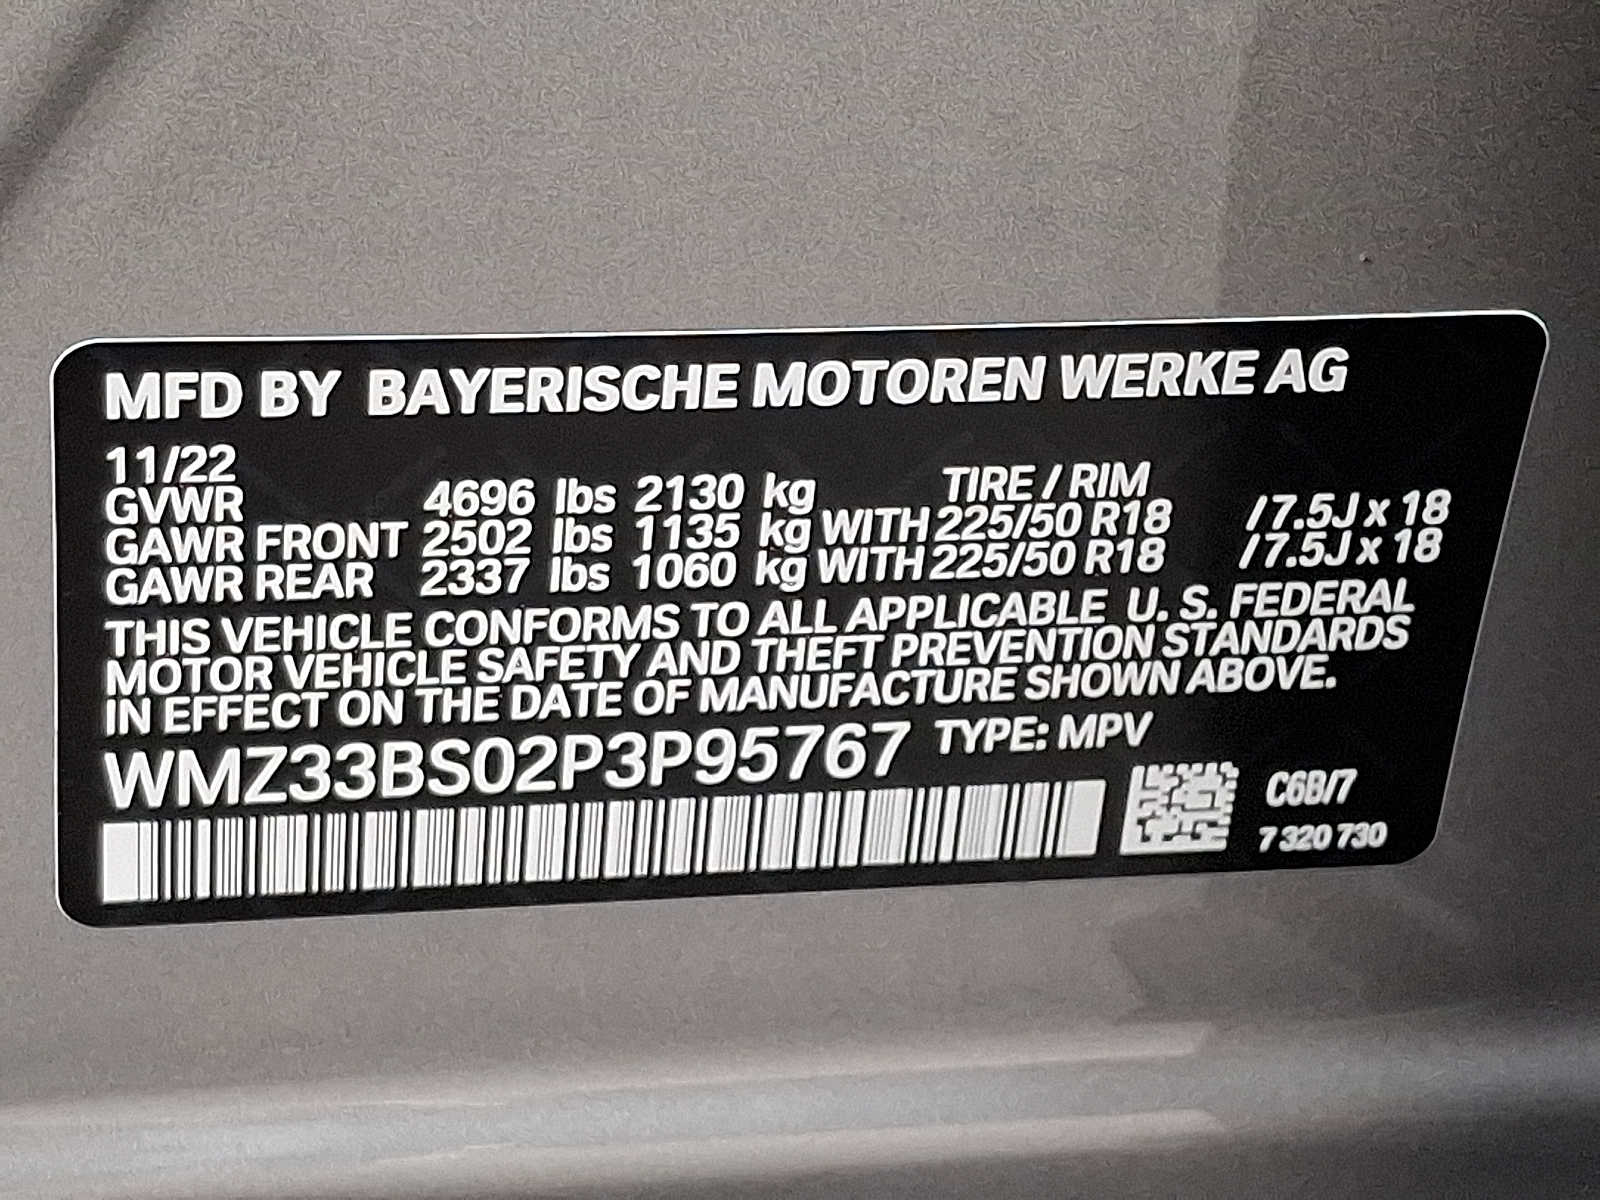 MFD BY BAYERISCHE MOTOREN WERKE AG
11/22 TIRE / RIM
GVWR 4696 lbs 2130 kg
GAWR FRONT 2502 lbs 1135 kg WITH 225/50 R18 / 7.5J x 18
GAWR REAR 2337 lbs 1060 kg WITH 225/50 R18 / 7.5J x 18
THIS VEHICLE CONFORMS TO ALL APPLICABLE U. S. FEDERAL
MOTOR VEHICLE SAFETY AND THEFT PREVENTION STANDARDS
IN EFFECT ON THE DATE OF MANUFACTURE SHOWN ABOVE.
WMZ33BS02P3P95767 TYPE: MPV
C6B/7
7 320 730